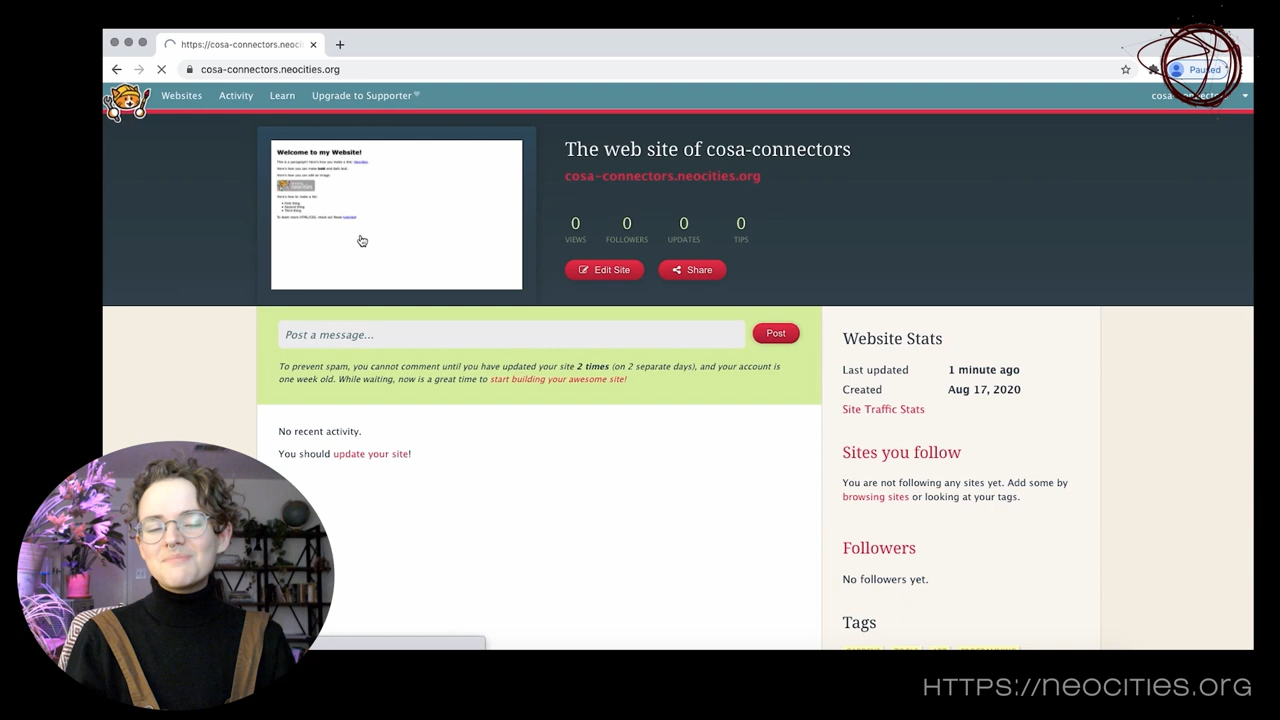 https://cosa-connectors.neoci
cosa-connectors.neocities.org
Paused
Websites
Activity
Learn
Upgrade to Supporter
Welcome to my Website!
The web site of cosa-connectors
cosa-connectors.neocities.org
0
0
0
0
VIEWS
FOLLOWERS
UPDATES
TIPS
Edit Site
Share
Post a message...
Post
To prevent spam, you cannot comment until you have updated your site 2 times (on 2 separate days), and your account is
one week old. While waiting, now is a great time to start building your awesome site!
No recent activity.
You should update your site!
Website Stats
Last updated 1 minute ago
Created Aug 17, 2020
Site Traffic Stats
Sites you follow
You are not following any sites yet. Add some by
browsing sites or looking at your tags.
Followers
No followers yet.
Tags
HTTPS://NEOCITIES.ORG